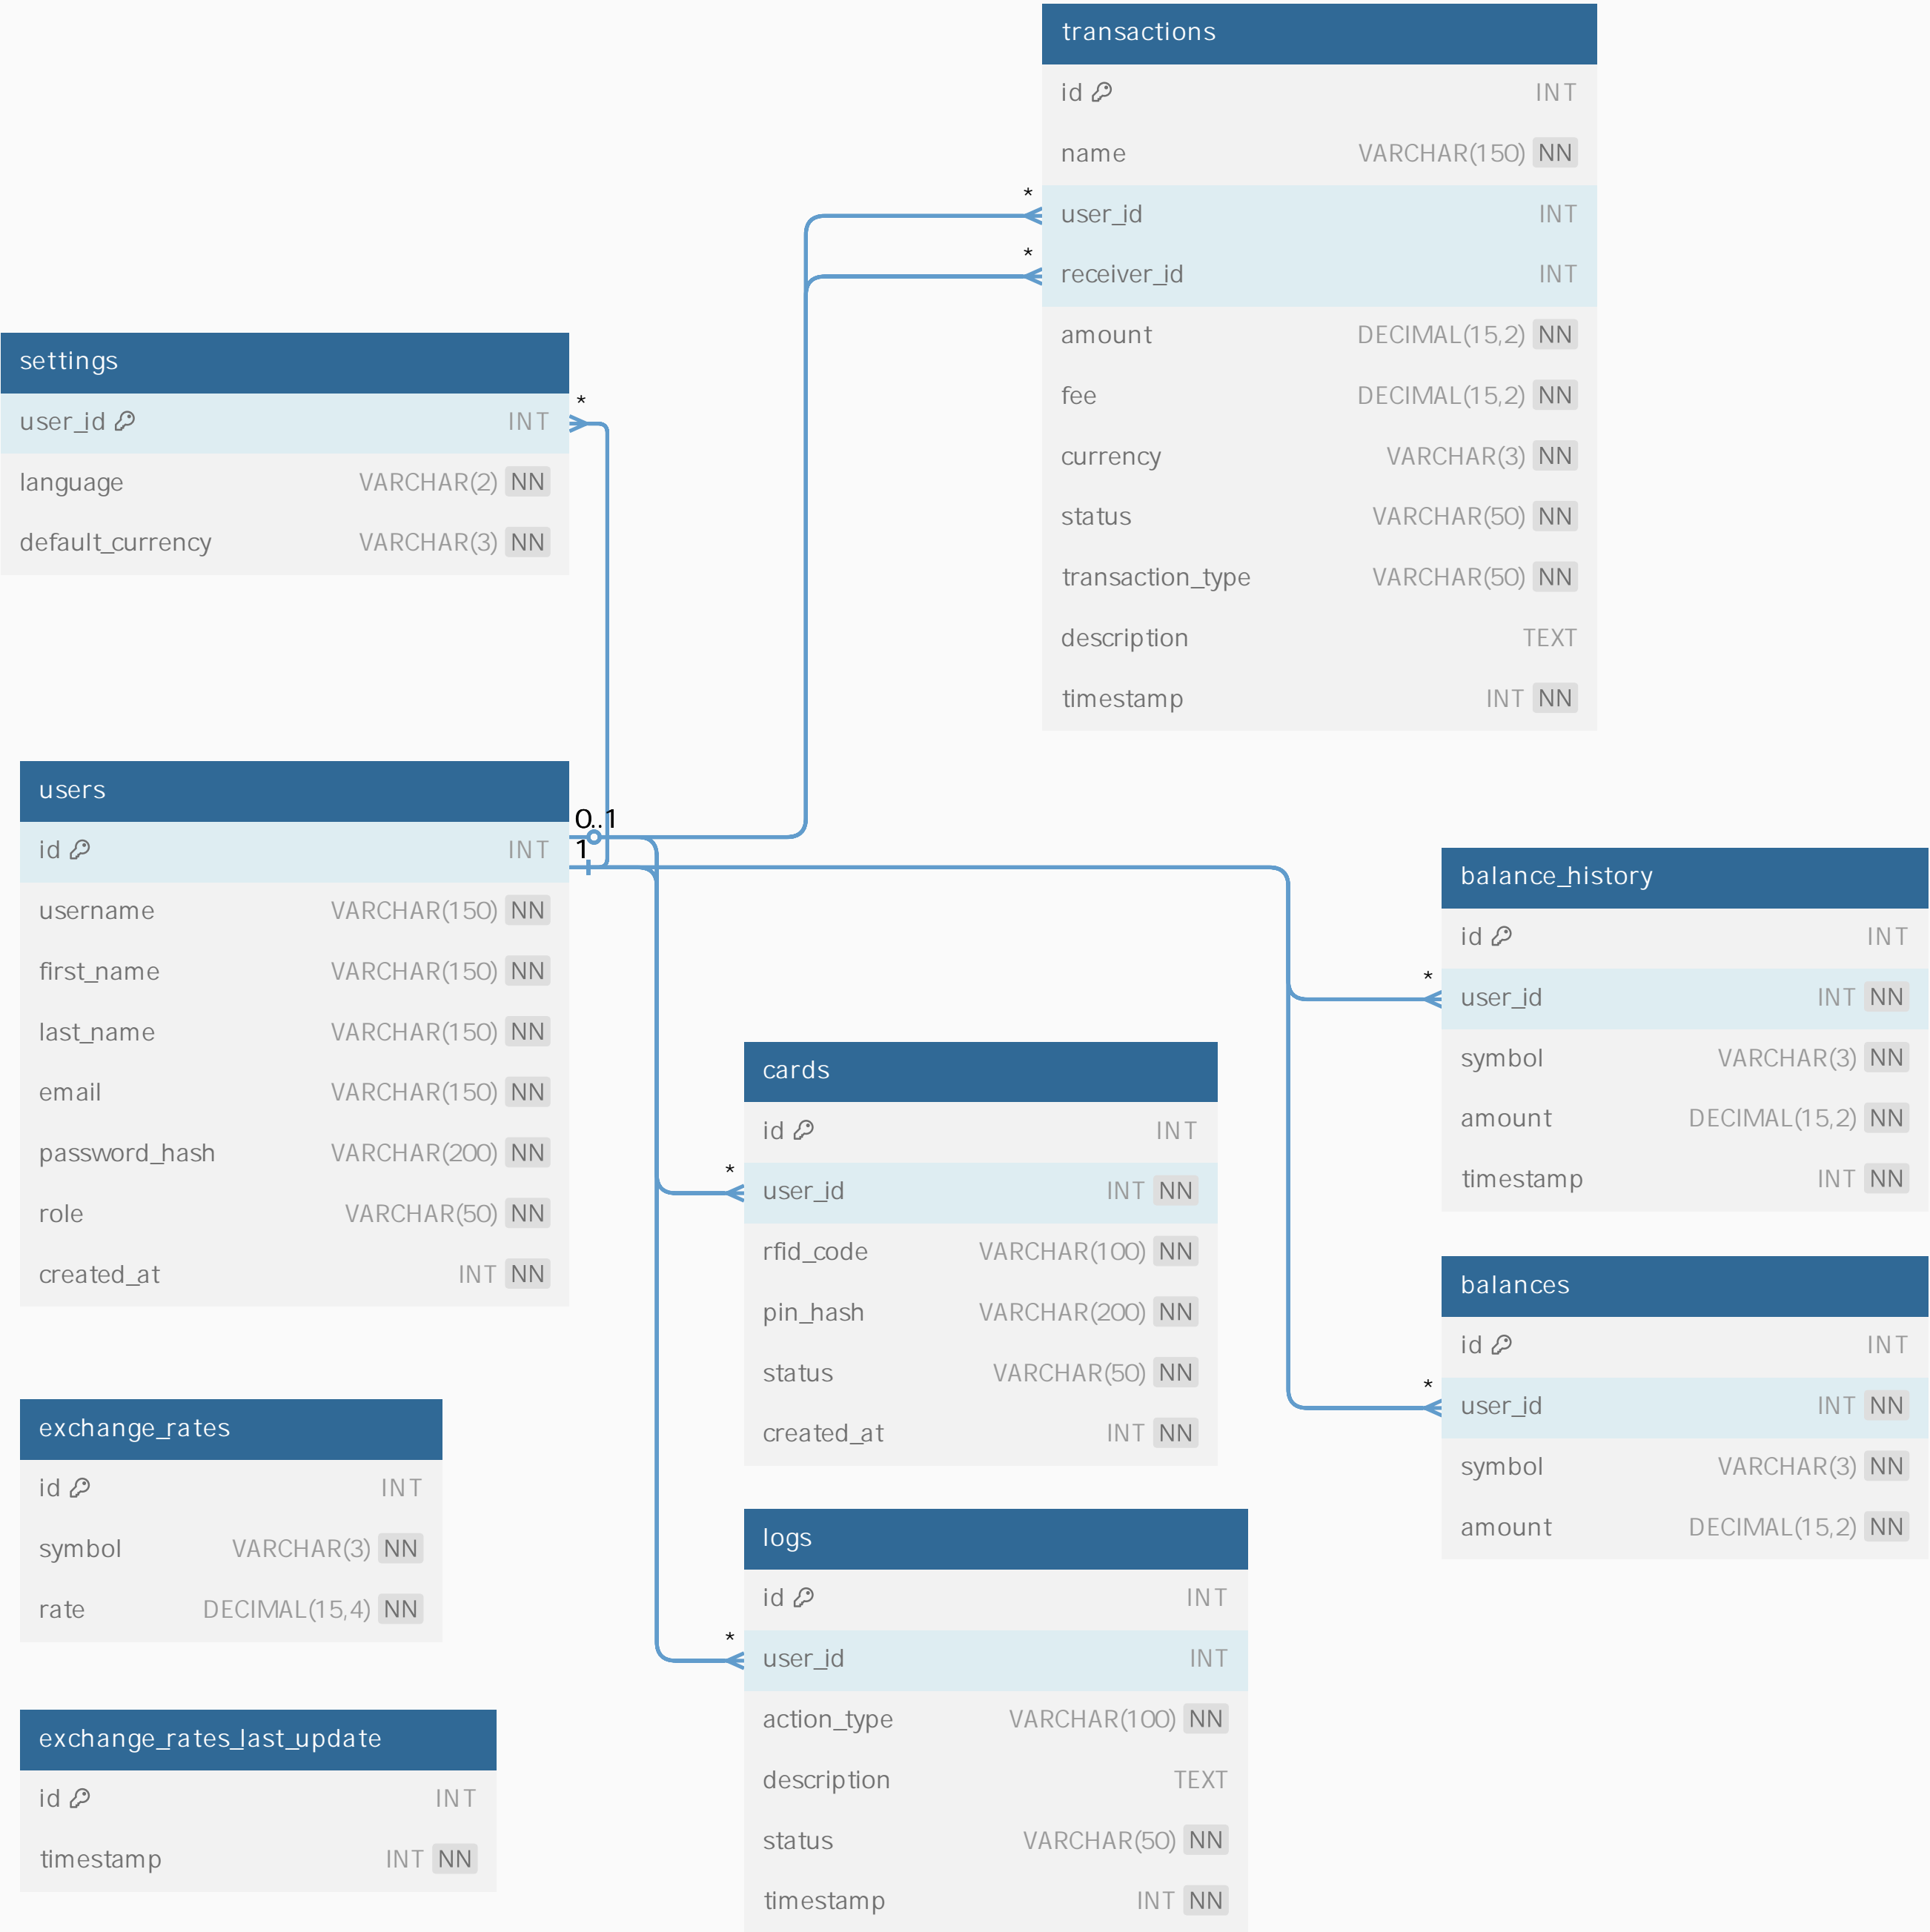 transactions
id INT
name VARCHAR(150) NN
* user_id INT
* receiver_id INT
amount DECIMAL(15,2) NN
fee DECIMAL(15,2) NN
currency VARCHAR(3) NN
status VARCHAR(50) NN
transaction_type VARCHAR(50) NN
description TEXT
timestamp INT NN
settings
user_id INT *
language VARCHAR(2) NN
default_currency VARCHAR(3) NN
users
0..1
id INT 1
username VARCHAR(150) NN
first_name VARCHAR(150) NN
last_name VARCHAR(150) NN
email VARCHAR(150) NN
password_hash VARCHAR(200) NN
role VARCHAR(50) NN
created_at INT NN
balance_history
id INT
* user_id INT NN
symbol VARCHAR(3) NN
amount DECIMAL(15,2) NN
timestamp INT NN
cards
id INT
* user_id INT NN
rfid_code VARCHAR(100) NN
pin_hash VARCHAR(200) NN
status VARCHAR(50) NN
created_at INT NN
balances
id INT
* user_id INT NN
symbol VARCHAR(3) NN
amount DECIMAL(15,2) NN
exchange_rates
id INT
symbol VARCHAR(3) NN
rate DECIMAL(15,4) NN
logs
id INT
* user_id INT
action_type VARCHAR(100) NN
description TEXT
status VARCHAR(50) NN
timestamp INT NN
exchange_rates_last_update
id INT
timestamp INT NN